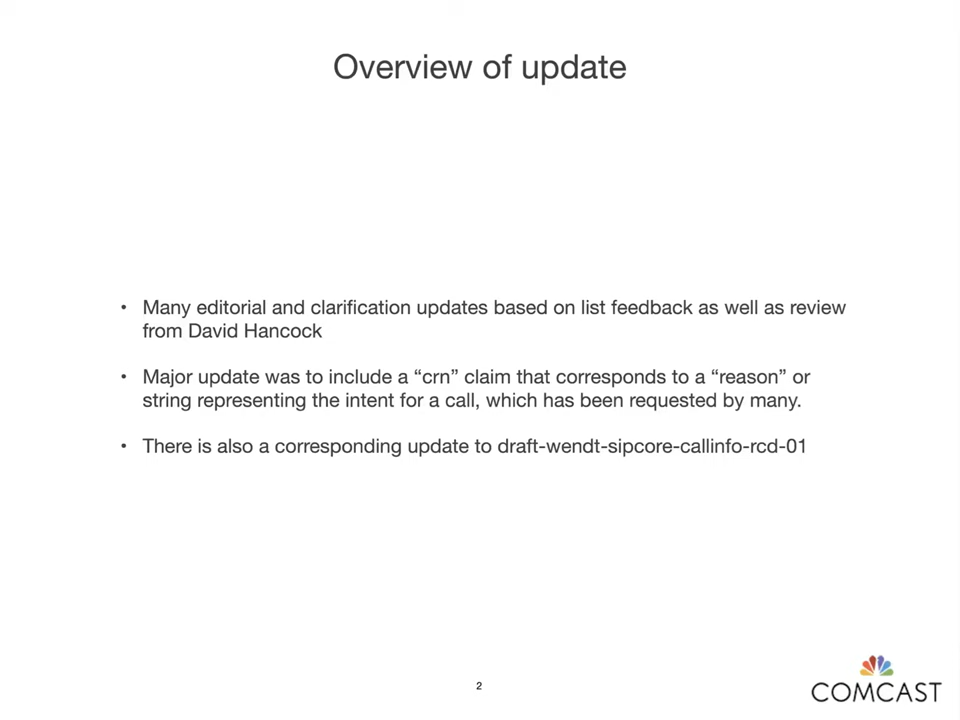 Overview of update
• Many editorial and clarification updates based on list feedback as well as review
from David Hancock
• Major update was to include a “crn” claim that corresponds to a “reason” or
string representing the intent for a call, which has been requested by many.
• There is also a corresponding update to draft-wendt-sipcore-callinfo-rcd-01
2
COMCAST